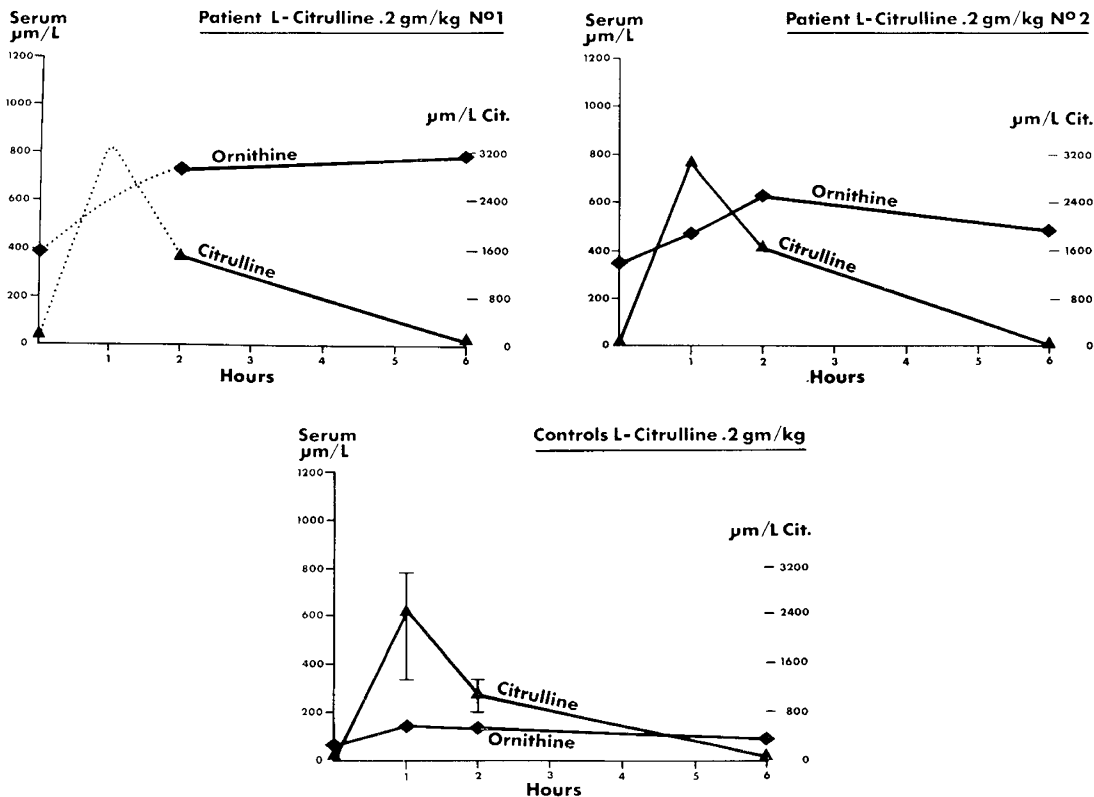 Serum
µm/L
Patient L-Citrulline .2 gm/kg Nº1
1200
1000
800
600
400
200
0
µm/L Cit.
3200
2400
1600
800
0
Ornithine
Citrulline
1 2 3 4 5 6
Hours
Serum
µm/L
Patient L-Citrulline .2 gm/kg Nº2
1200
1000
800
600
400
200
0
µm/L Cit.
3200
2400
1600
800
0
Ornithine
Citrulline
1 2 3 4 5 6
Hours
Serum
µm/L
Controls L-Citrulline .2 gm/kg
1200
1000
800
600
400
200
0
µm/L Cit.
3200
2400
1600
800
0
Citrulline
Ornithine
1 2 3 4 5 6
Hours